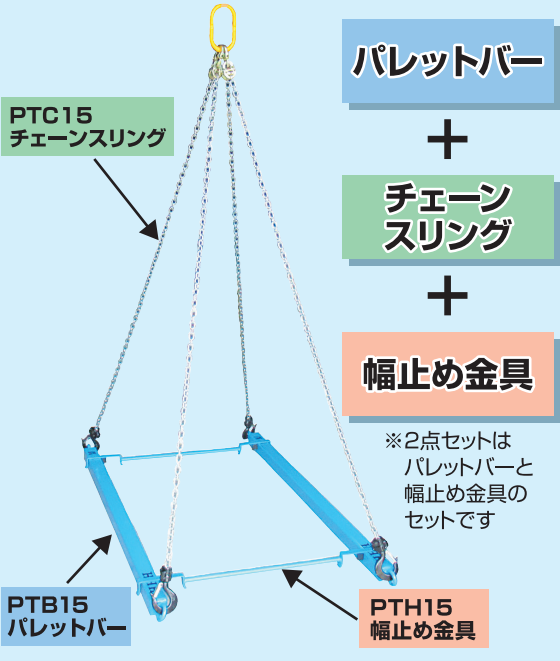 パレットバー
+
チェーン
スリング
+
幅止め金具
※2点セットは
パレットバーと
幅止め金具の
セットです
PTC15
チェーンスリング
PTB15
パレットバー
PTH15
幅止め金具